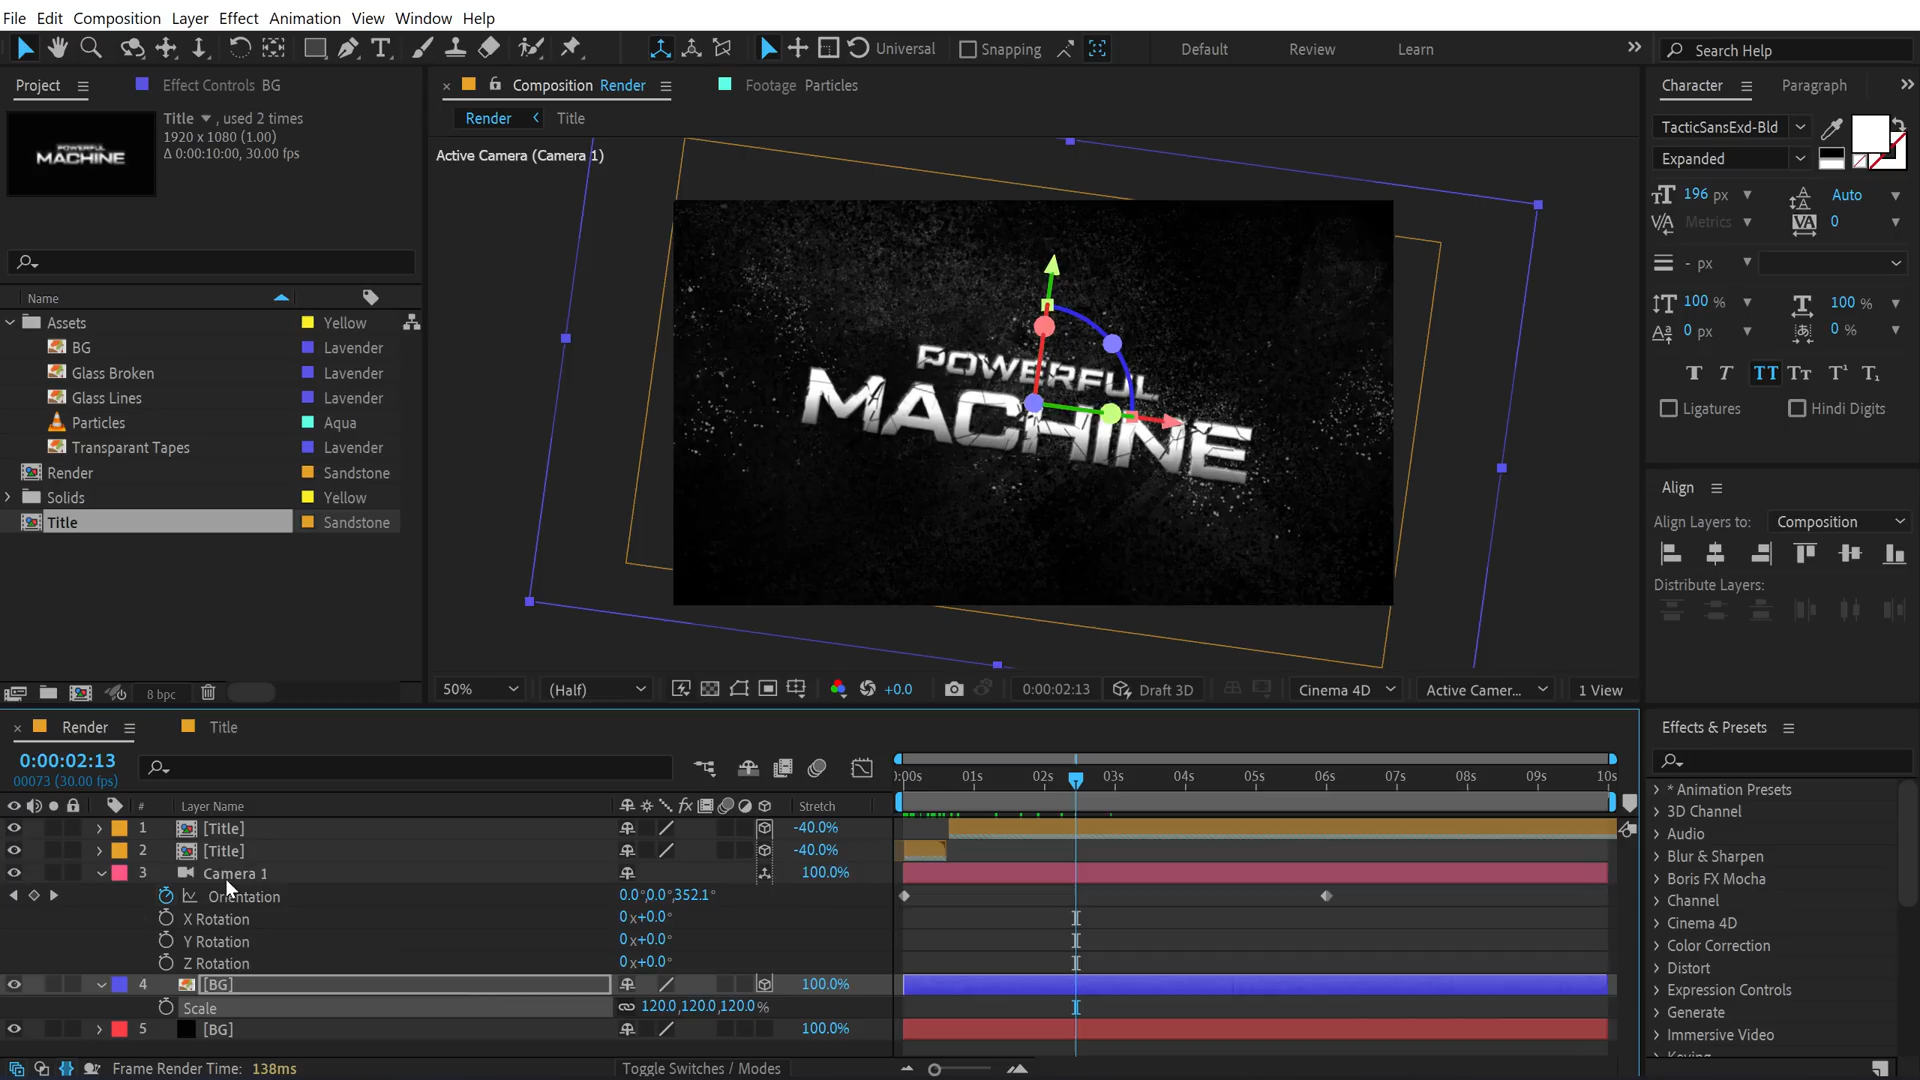 File Edit Composition Layer Effect Animation View Window Help
Universal Snapping Default Review Learn Search Help
Project Effect Controls BG
Title , used 2 times
1920 x 1080 (1.00)
Δ 0:00:10:00, 30.00 fps
Name
Assets Yellow
BG Lavender
Glass Broken Lavender
Glass Lines Lavender
Particles Aqua
Transparant Tapes Lavender
Render Sandstone
Solids Yellow
Title Sandstone
8 bpc
Composition Render Footage Particles
Render Title
Active Camera (Camera 1)
POWERFUL
MACHINE
50% (Half) +0.0 0:00:02:13 Draft 3D Cinema 4D Active Camer... 1 View
Character Paragraph
TacticSansExd-Bld
Expanded
196 px Auto
Metrics 0
- px
100 % 100 %
0 px 0 %
Ligatures Hindi Digits
Align
Align Layers to: Composition
Distribute Layers:
Render Title
0:00:02:13
00073 (30.00 fps)
# Layer Name Stretch
1 [Title] -40.0%
2 [Title] -40.0%
3 Camera 1 100.0%
Orientation 0.0°,0.0°,352.1°
X Rotation 0x+0.0°
Y Rotation 0x+0.0°
Z Rotation 0x+0.0°
4 [BG] 100.0%
Scale 120.0,120.0,120.0%
5 [BG] 100.0%
Frame Render Time: 138ms Toggle Switches / Modes
):00s 01s 02s 03s 04s 05s 06s 07s 08s 09s 10s
Effects & Presets
* Animation Presets
3D Channel
Audio
Blur & Sharpen
Boris FX Mocha
Channel
Cinema 4D
Color Correction
Distort
Expression Controls
Generate
Immersive Video